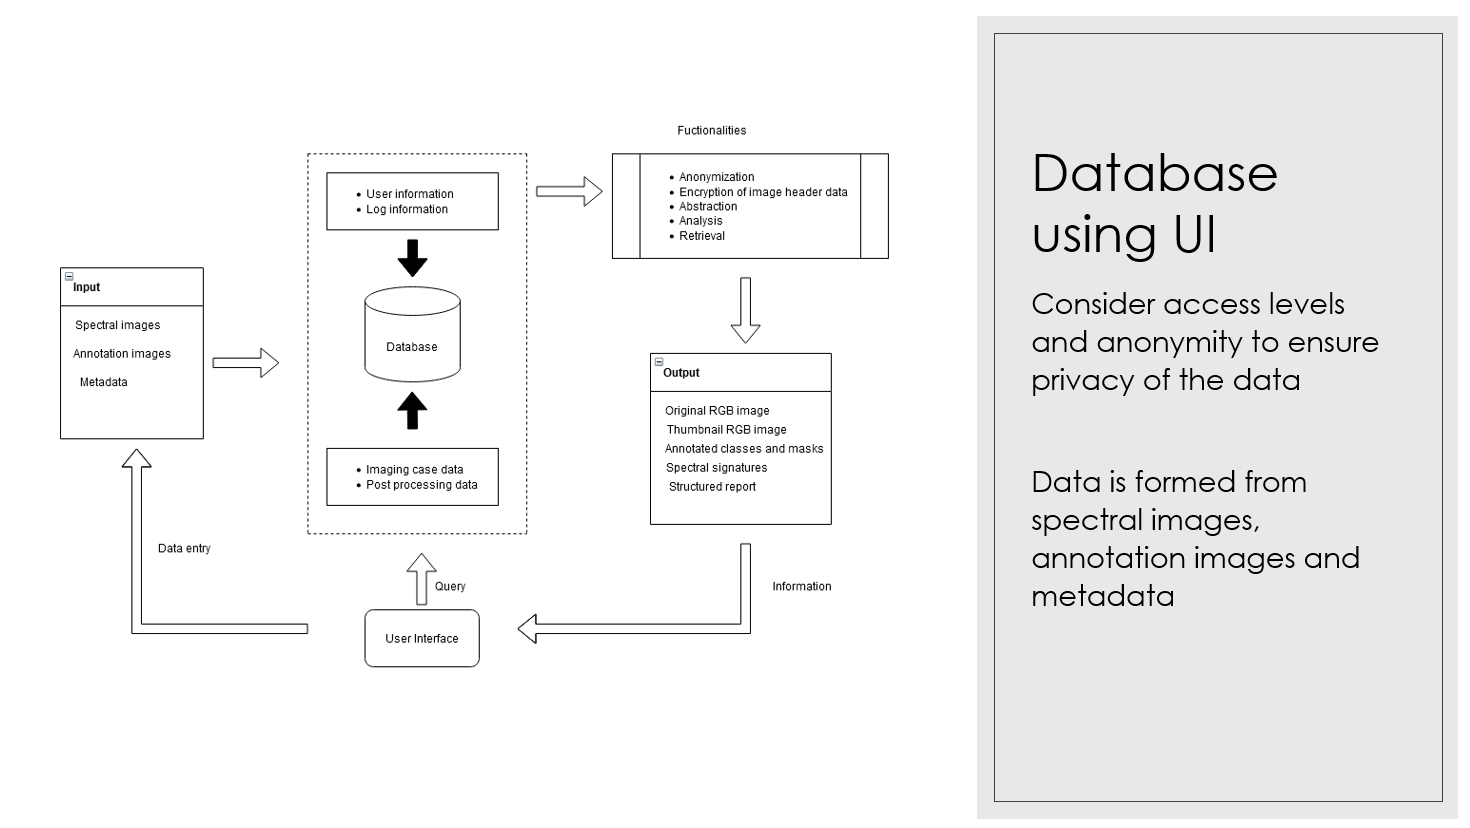 Fuctionalities
• User information
• Log information
• Anonymization
• Encryption of image header data
• Abstraction
• Analysis
• Retrieval
Input
Spectral images
Annotation images
Metadata
Database
Output
Original RGB image
Thumbnail RGB image
Annotated classes and masks
Spectral signatures
Structured report
• Imaging case data
• Post processing data
Data entry
Query
Information
User Interface
Database
using UI
Consider access levels
and anonymity to ensure
privacy of the data
Data is formed from
spectral images,
annotation images and
metadata